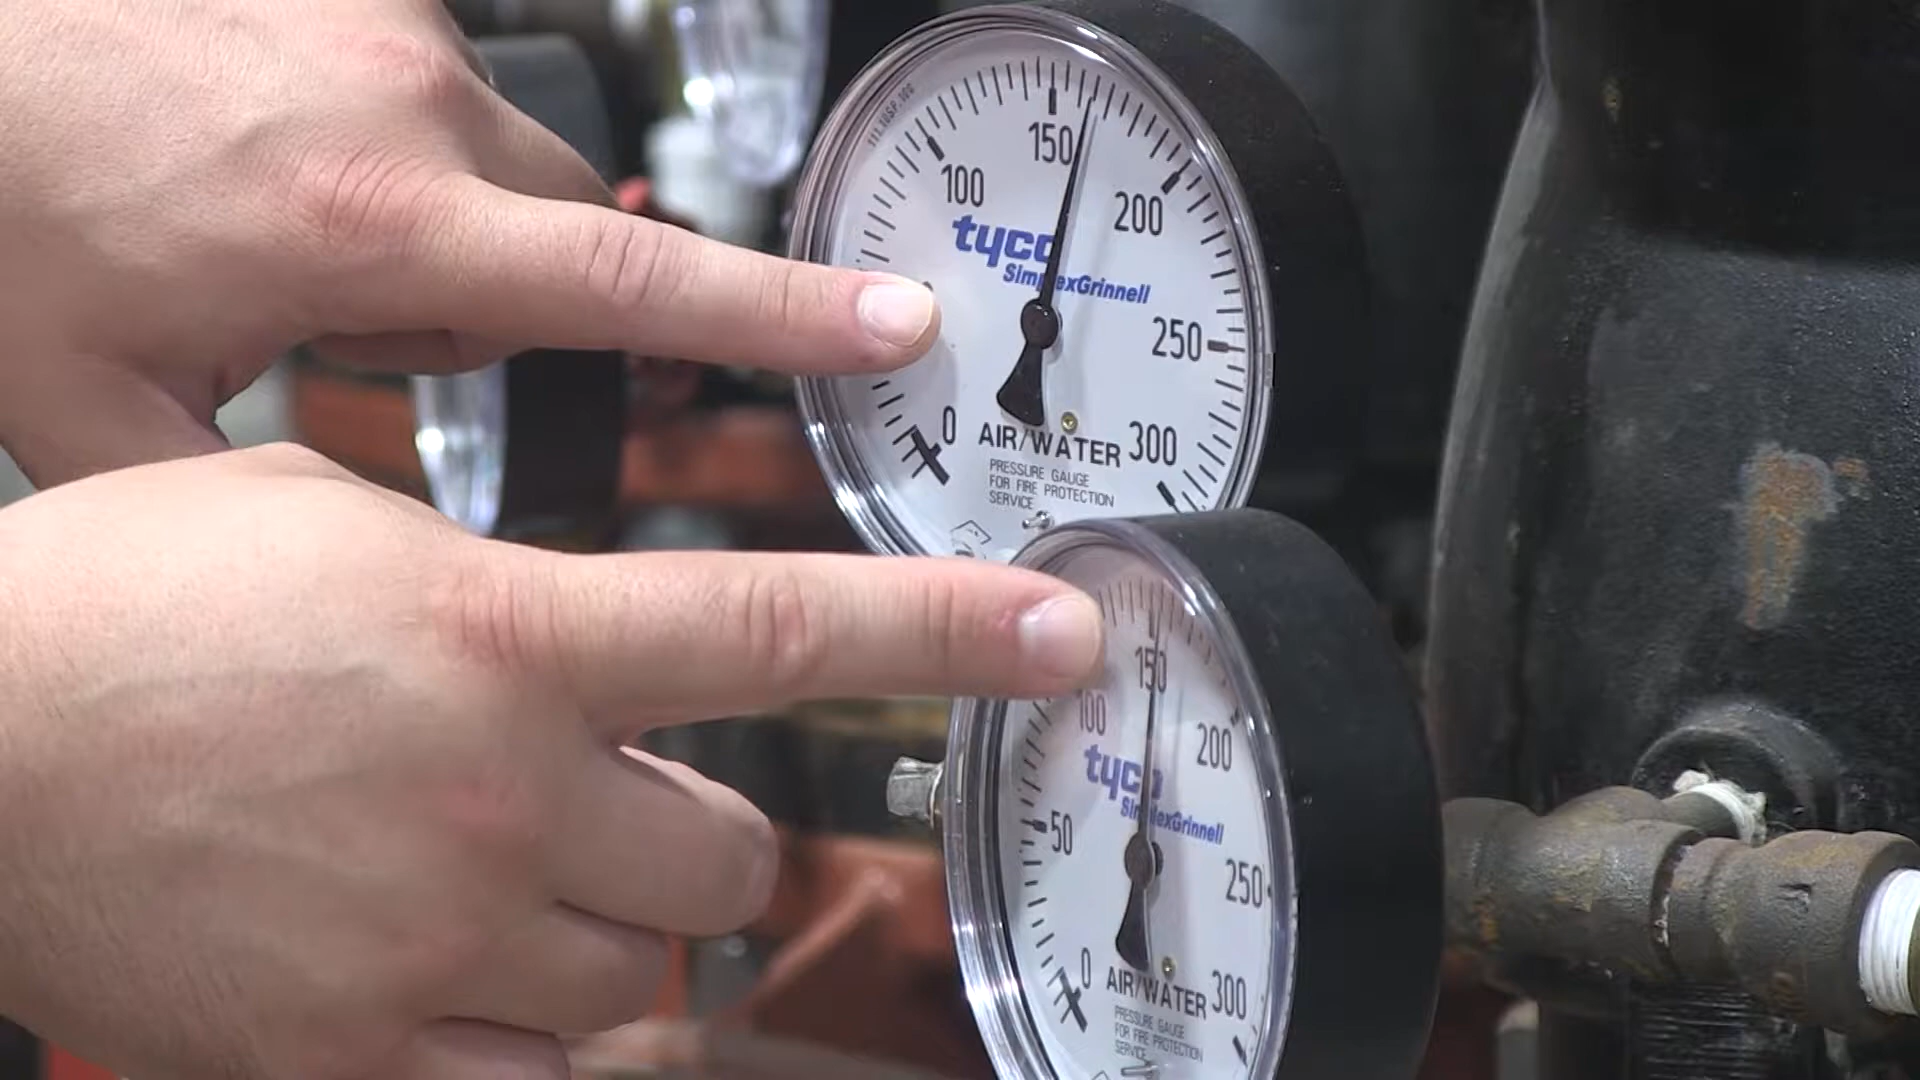 150
100
200
tyco
SimplexGrinnell
250
0
300
AIR/WATER
PRESSURE GAUGE
FOR FIRE PROTECTION
SERVICE
150
100
200
tyco
SimplexGrinnell
50
250
0
300
AIR/WATER
PRESSURE GAUGE
FOR FIRE PROTECTION
SERVICE